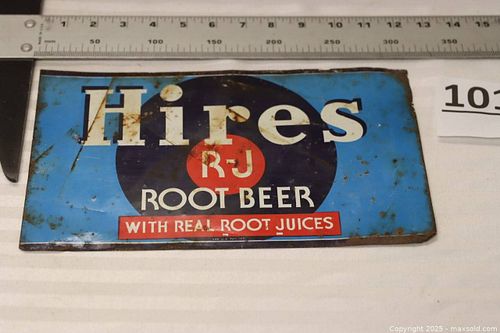 1 2 3 4 5 6 7 8 9 10 11 12 13 14 15
50 100 150 200 250 300 350
101
Hires
R-J
ROOT BEER
WITH REAL ROOT JUICES
Copyright 2025 - maxsold.com